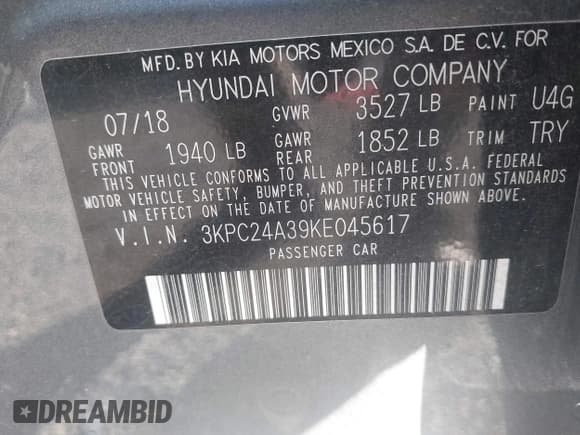 MFD. BY KIA MOTORS MEXICO S.A. DE C.V. FOR
HYUNDAI MOTOR COMPANY
07/18 GVWR 3527 LB PAINT U4G
GAWR FRONT 1940 LB GAWR REAR 1852 LB TRIM TRY
THIS VEHICLE CONFORMS TO ALL APPLICABLE U.S.A. FEDERAL
MOTOR VEHICLE SAFETY, BUMPER, AND THEFT PREVENTION STANDARDS
IN EFFECT ON THE DATE OF MANUFACTURE SHOWN ABOVE.
V.I.N. 3KPC24A39KE045617
PASSENGER CAR
DREAMBID